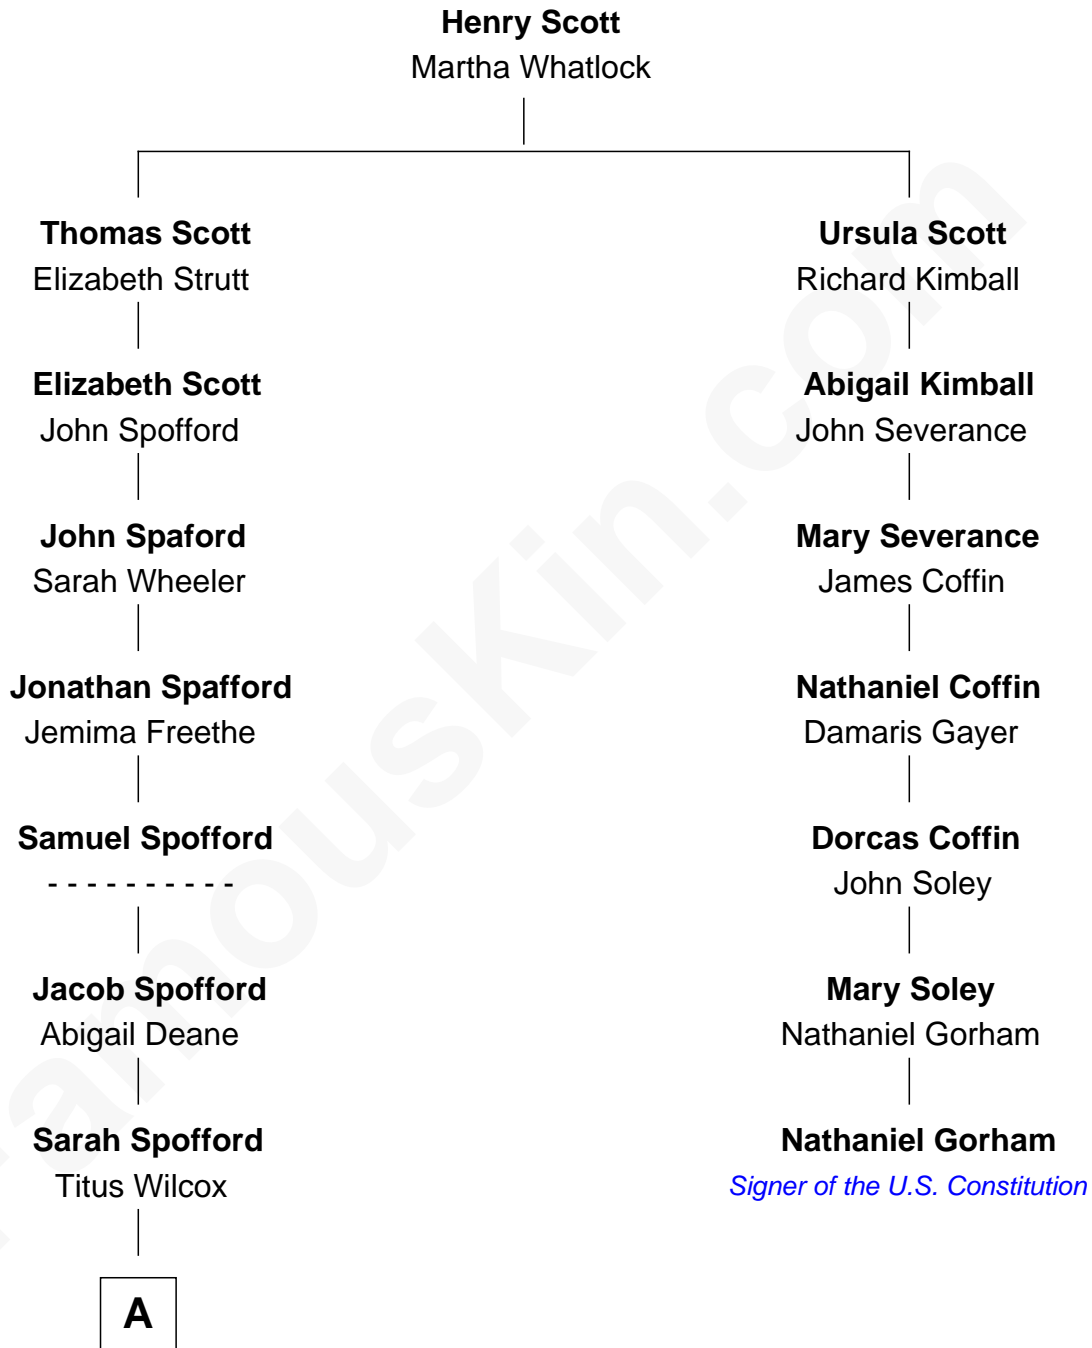 Henry Scott
Martha Whatlock
Thomas Scott
Elizabeth Strutt
Ursula Scott
Richard Kimball
Elizabeth Scott
John Spofford
Abigail Kimball
John Severance
John Spaford
Sarah Wheeler
Mary Severance
James Coffin
Jonathan Spafford
Jemima Freethe
Nathaniel Coffin
Damaris Gayer
Samuel Spofford
- - - - - - - - - -
Dorcas Coffin
John Soley
Jacob Spofford
Abigail Deane
Mary Soley
Nathaniel Gorham
Sarah Spofford
Titus Wilcox
Nathaniel Gorham
Signer of the U.S. Constitution
A
FamousKin.com